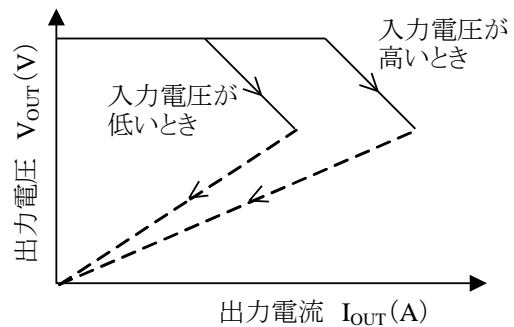 入力電圧が
高いとき
入力電圧が
低いとき
出力電圧 VOUT(V)
出力電流 IOUT(A)